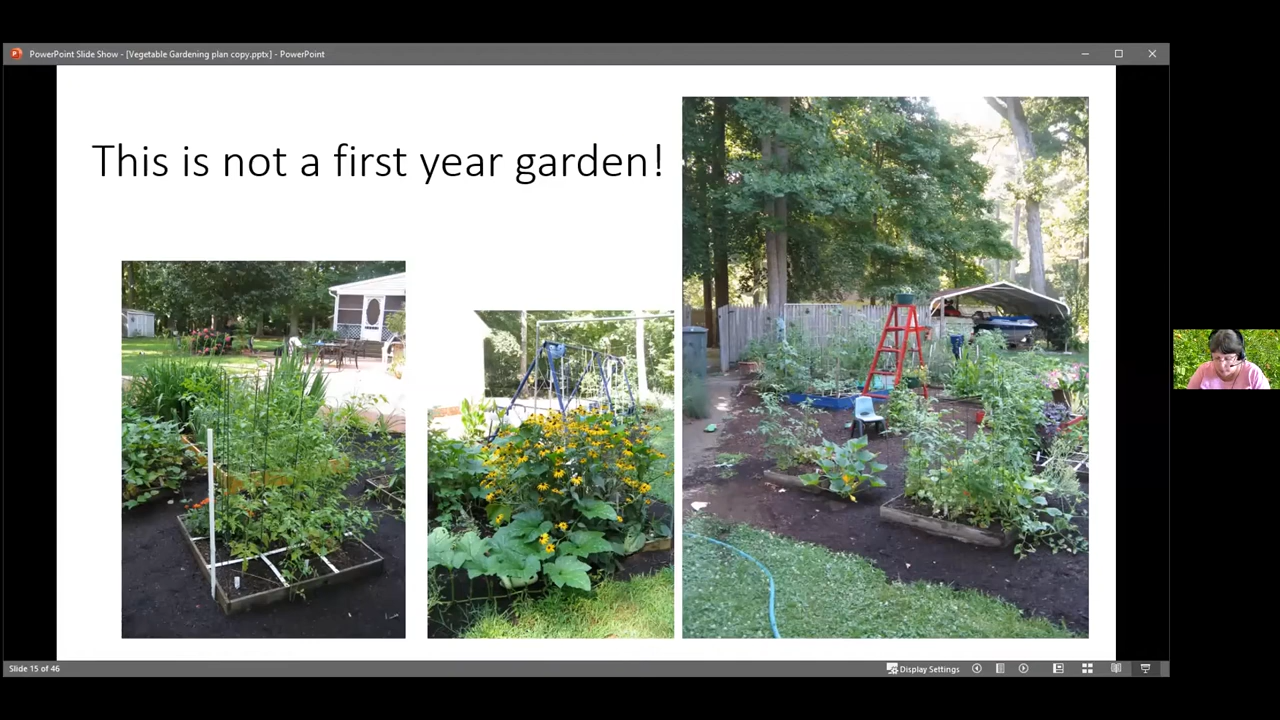 PowerPoint Slide Show - [Vegetable Gardening plan copy.pptx] - PowerPoint
This is not a first year garden!
Slide 15 of 46
Display Settings